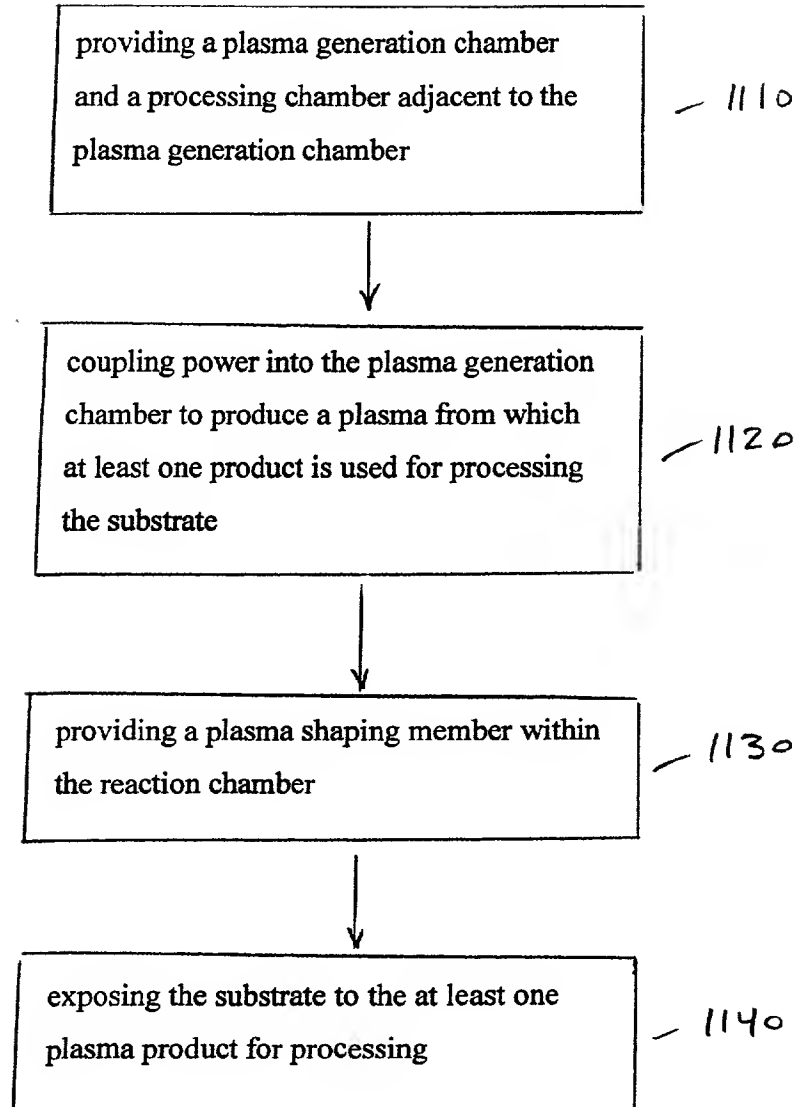 providing a plasma generation chamber
and a processing chamber adjacent to the
plasma generation chamber
1110
coupling power into the plasma generation
chamber to produce a plasma from which
at least one product is used for processing
the substrate
1120
providing a plasma shaping member within
the reaction chamber
1130
exposing the substrate to the at least one
plasma product for processing
1140